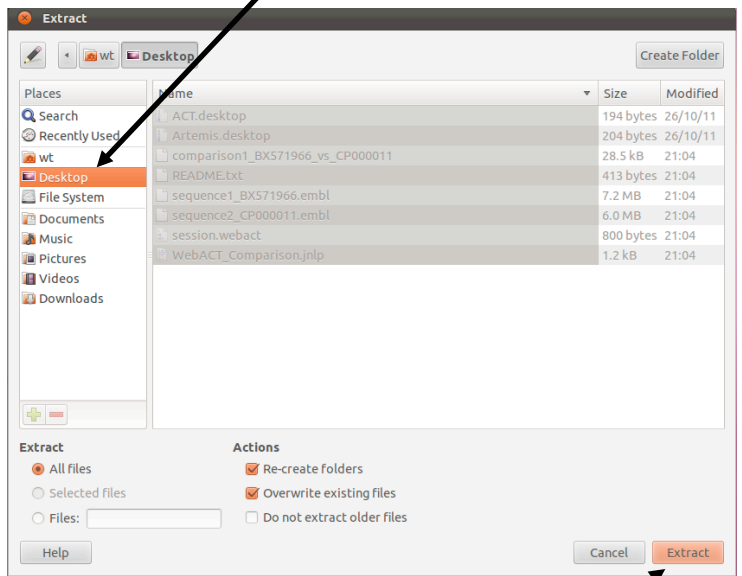 Extract
wt Desktop Create Folder
Places Name Size Modified
Search ACT.desktop 194 bytes 26/10/11
Recently Used Artemis.desktop 204 bytes 26/10/11
wt comparison1_BX571966_vs_CP000011 28.5 kB 21:04
Desktop README.txt 413 bytes 21:04
File System sequence1_BX571966.embl 7.2 MB 21:04
Documents sequence2_CP000011.embl 6.0 MB 21:04
Music session.webact 800 bytes 21:04
Pictures WebACT_Comparison.jnlp 1.2 kB 21:04
Videos
Downloads
Extract Actions
All files Re-create folders
Selected files Overwrite existing files
Files: Do not extract older files
Help Cancel Extract